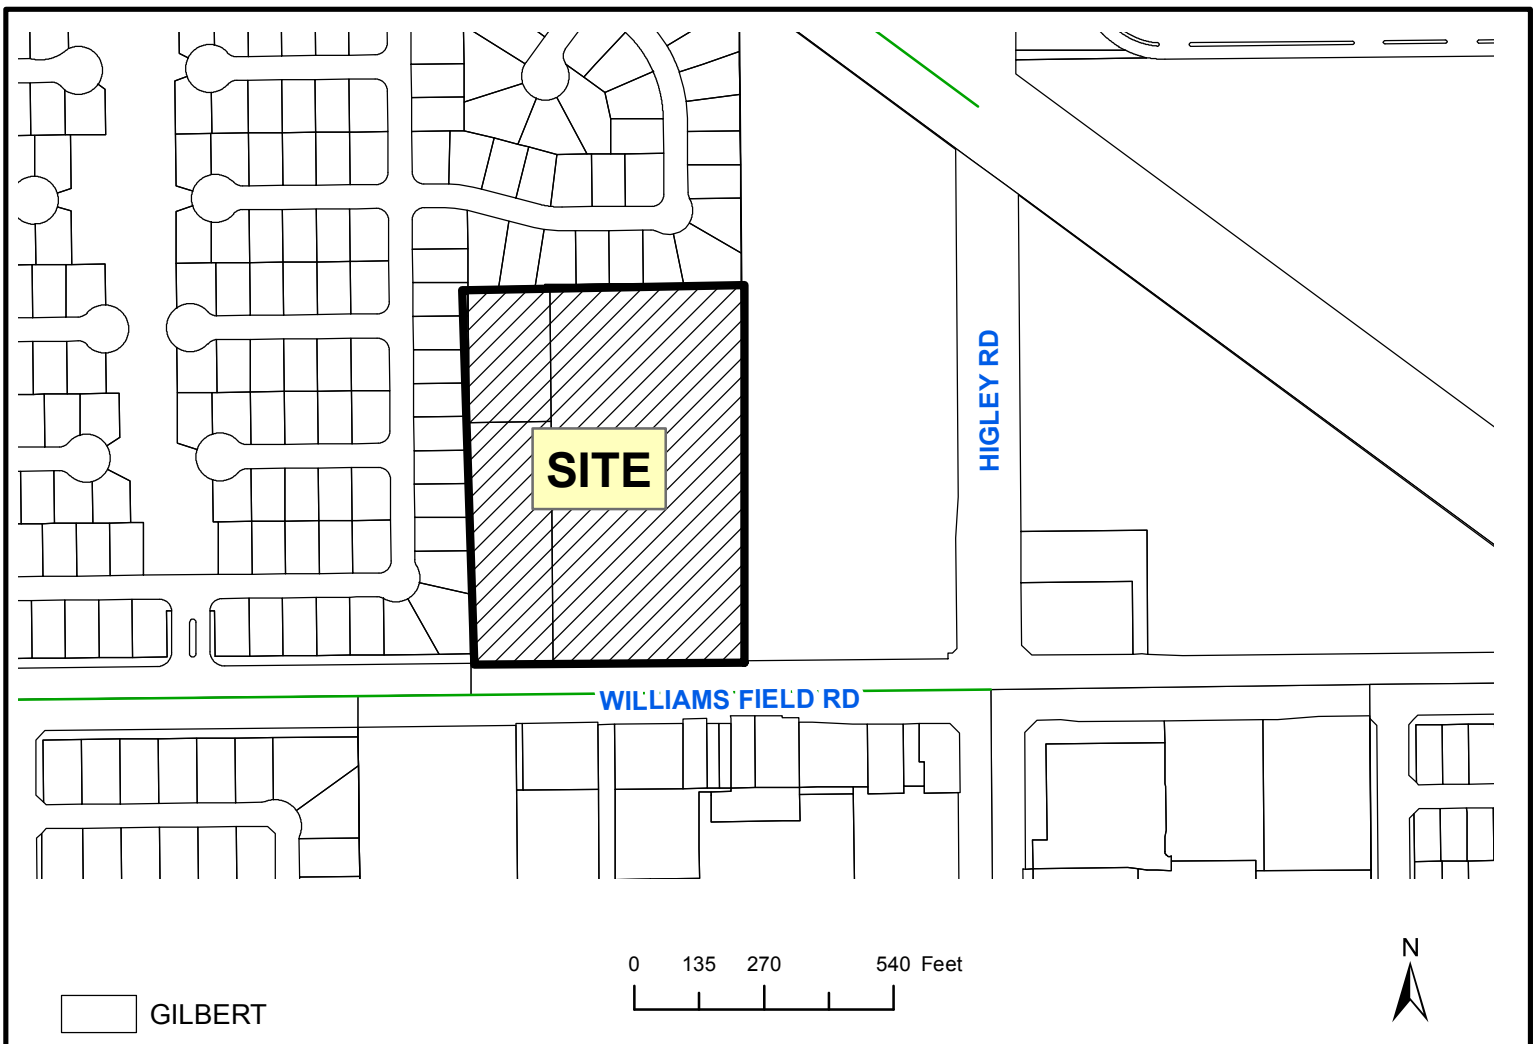 HIGLEY RD
SITE
WILLIAMS FIELD RD
0 135 270 540 Feet
N
GILBERT